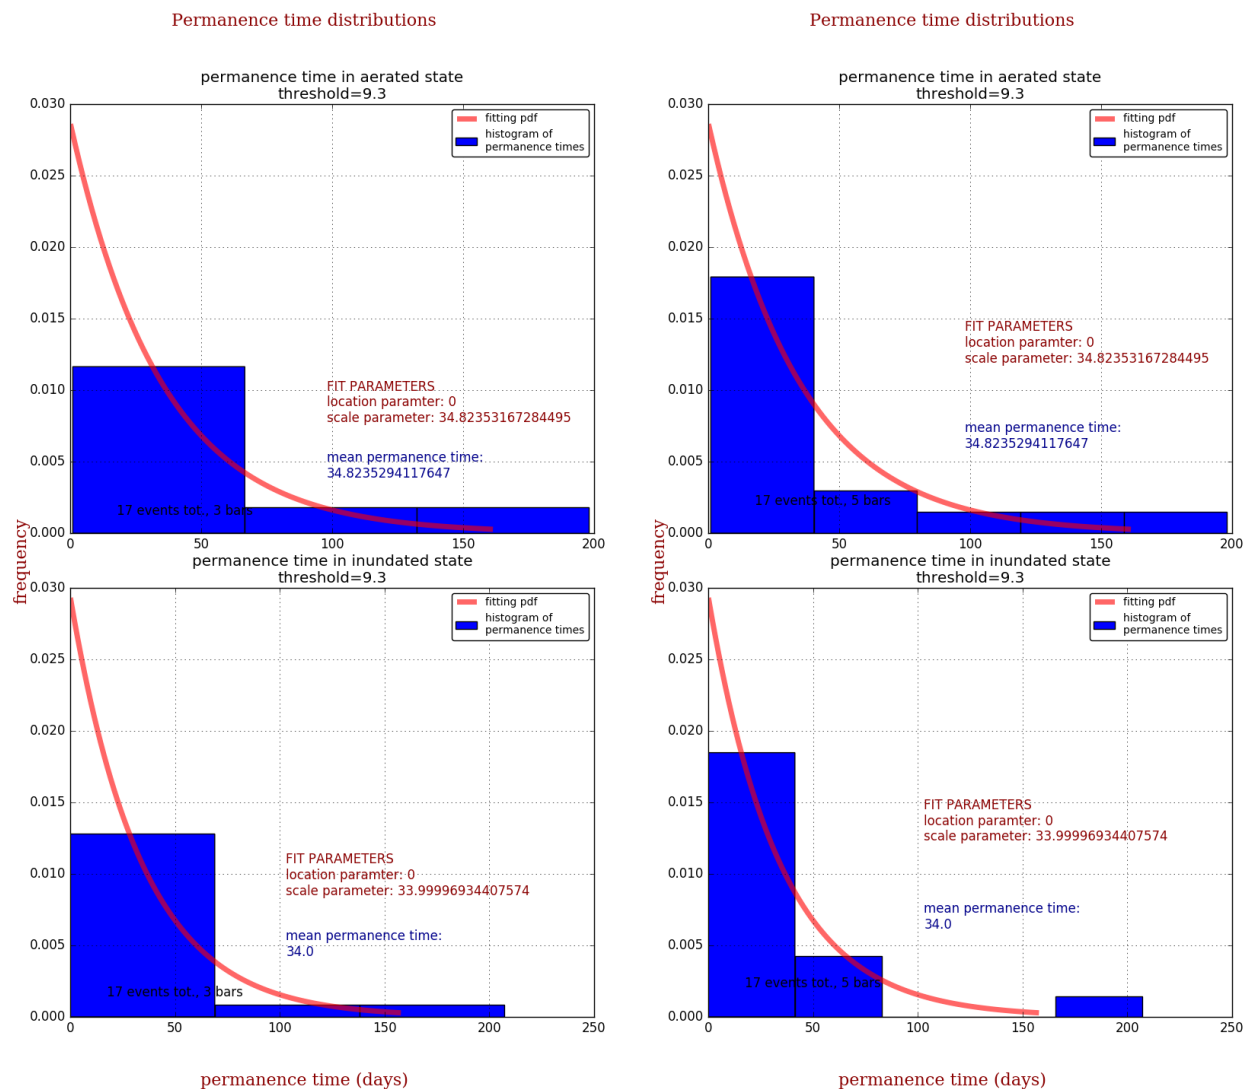 Permanence time distributions
permanence time in aerated state
threshold=9.3
0.030
0.025
0.020
0.015
0.010
0.005
0.000
fitting pdf
histogram of
permanence times
FIT PARAMETERS
location paramter: 0
scale parameter: 34.82353167284495
mean permanence time:
34.8235294117647
17 events tot., 3 bars
0 50 100 150 200
frequency
permanence time in inundated state
threshold=9.3
0.030
0.025
0.020
0.015
0.010
0.005
0.000
fitting pdf
histogram of
permanence times
FIT PARAMETERS
location paramter: 0
scale parameter: 33.99996934407574
mean permanence time:
34.0
17 events tot., 3 bars
0 50 100 150 200 250
permanence time (days)
Permanence time distributions
permanence time in aerated state
threshold=9.3
0.030
0.025
0.020
0.015
0.010
0.005
0.000
fitting pdf
histogram of
permanence times
FIT PARAMETERS
location paramter: 0
scale parameter: 34.82353167284495
mean permanence time:
34.8235294117647
17 events tot., 5 bars
0 50 100 150 200
frequency
permanence time in inundated state
threshold=9.3
0.030
0.025
0.020
0.015
0.010
0.005
0.000
fitting pdf
histogram of
permanence times
FIT PARAMETERS
location paramter: 0
scale parameter: 33.99996934407574
mean permanence time:
34.0
17 events tot., 5 bars
0 50 100 150 200 250
permanence time (days)